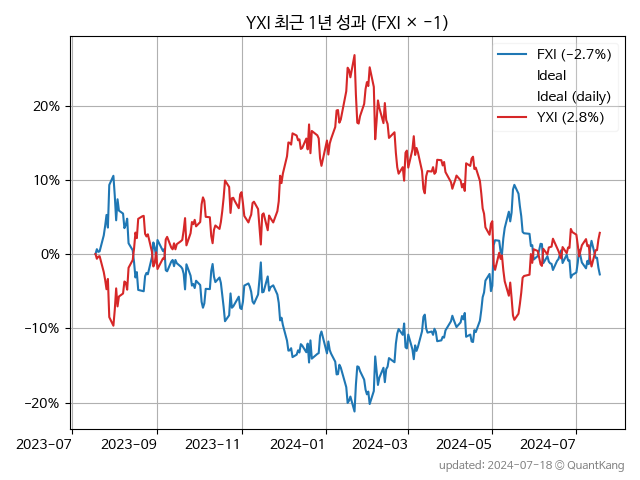 YXI 최근 1년 성과 (FXI × −1)
FXI (−2.7%)
Ideal
Ideal (daily)
YXI (2.8%)
20%
10%
0%
−10%
−20%
2023−07
2023−09
2023−11
2024−01
2024−03
2024−05
2024−07
updated: 2024-07-18 © QuantKang